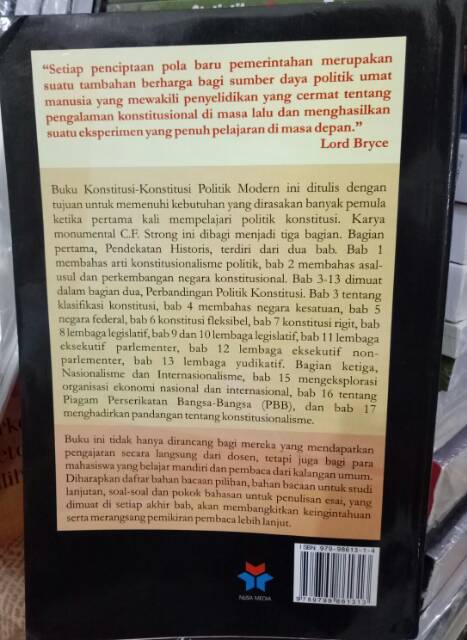 “Setiap penciptaan pola baru pemerintahan merupakan
suatu tambahan berharga bagi sumber daya politik umat
manusia yang mewakili penyelidikan yang cermat tentang
pengalaman konstitusional di masa lalu dan menghasilkan
suatu eksperimen yang penuh pelajaran di masa depan.”
Lord Bryce
Buku Konstitusi-Konstitusi Politik Modern ini ditulis dengan
tujuan untuk memenuhi kebutuhan yang dirasakan banyak pemula
ketika pertama kali mempelajari politik konstitusi. Karya
monumental C.F. Strong ini dibagi menjadi tiga bagian. Bagian
pertama, Pendekatan Historis, terdiri dari dua bab. Bab 1
membahas arti konstitusionalisme politik, bab 2 membahas asal-
usul dan perkembangan negara konstitusional. Bab 3-13 dimuat
dalam bagian dua, Perbandingan Politik Konstitusi. Bab 3 tentang
klasifikasi konstitusi, bab 4 membahas negara kesatuan, bab 5
negara federal, bab 6 konstitusi fleksibel, bab 7 konstitusi rigit, bab
8 lembaga legislatif, bab 9 dan 10 lembaga legislatif, bab 11 lembaga
eksekutif parlementer, bab 12 lembaga eksekutif non-
parlementer, bab 13 lembaga yudikatif. Bagian ketiga,
Nasionalisme dan Internasionalisme, bab 15 mengeksplorasi
organisasi ekonomi nasional dan internasional, bab 16 tentang
Piagam Perserikatan Bangsa-Bangsa (PBB), dan bab 17
menghadirkan pandangan tentang konstitusionalisme.
Buku ini tidak hanya dirancang bagi mereka yang mendapatkan
pengajaran secara langsung dari dosen, tetapi juga bagi para
mahasiswa yang belajar mandiri dan pembaca dari kalangan umum.
Diharapkan daftar bahan bacaan pilihan, bahan bacaan untuk studi
lanjutan, soal-soal dan pokok bahasan untuk penulisan esai, yang
dimuat di setiap akhir bab, akan membangkitkan keingintahuan
serta merangsang pemikiran pembaca lebih lanjut.
ISBN 979-98613-1-4
9789799861313
NUSA MEDIA